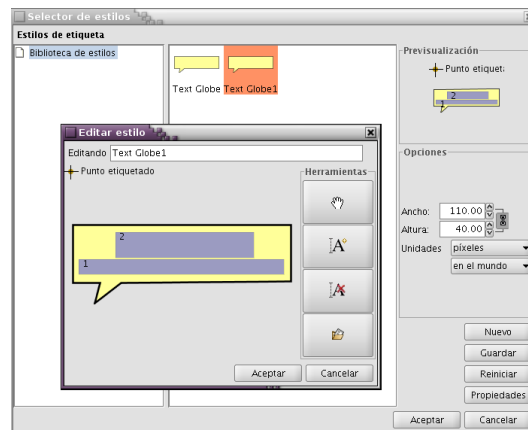 Selector de estilos
Estilos de etiqueta
Biblioteca de estilos
Text Globe Text Globe1
Previsualización
Punto etiquet
2
1
Opciones
Ancho: 110.00
Altura: 40.00
Unidades píxeles
en el mundo
Nuevo
Guardar
Reiniciar
Propiedades
Aceptar Cancelar
Editar estilo
Editando Text Globe1
Punto etiquetado
Herramientas
2
1
A
A
Aceptar Cancelar